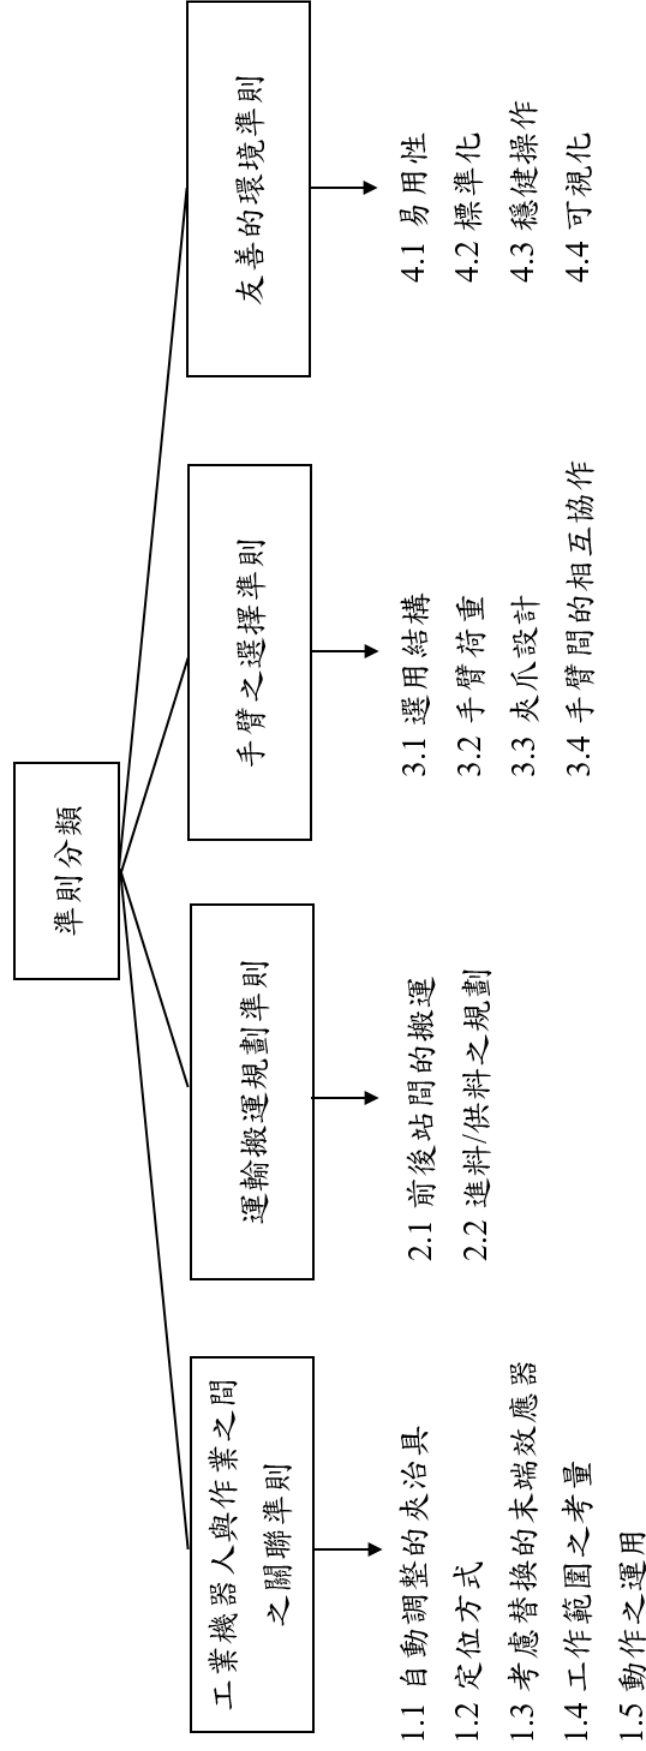 準則分類
工業機器人與作業之間
之關聯準則
1.1 自動調整的夾治具
1.2 定位方式
1.3 考慮替換的末端效應器
1.4 工作範圍之考量
1.5 動作之運用
運輸搬運規劃準則
2.1 前後站間的搬運
2.2 進料/供料之規劃
手臂之選擇準則
3.1 選用結構
3.2 手臂荷重
3.3 夾爪設計
3.4 手臂間的相互協作
友善的環境準則
4.1 易用性
4.2 標準化
4.3 穩健操作
4.4 可視化